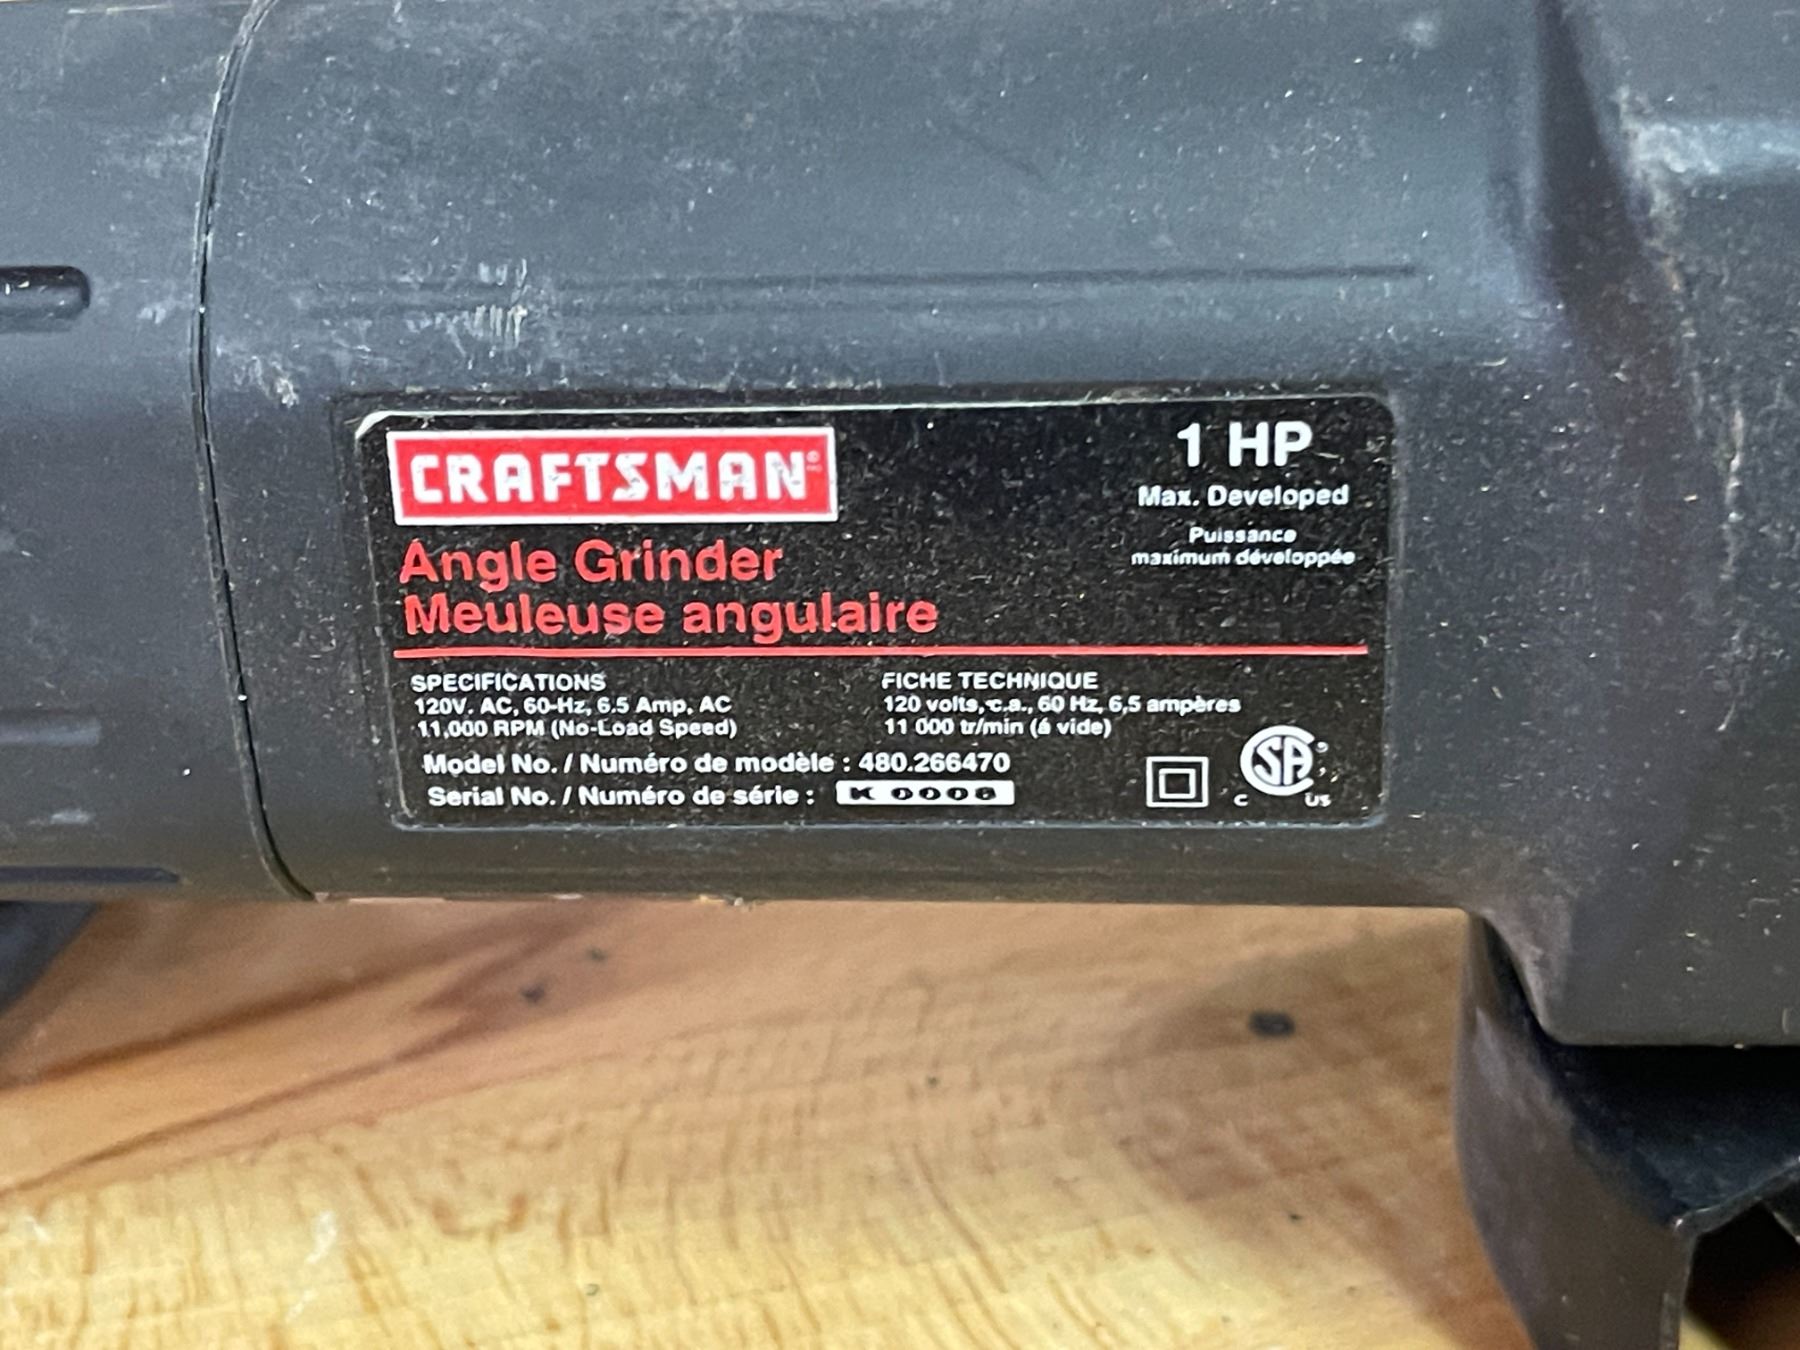 CRAFTSMAN®
1 HP
Max. Developed
Puissance
maximum développée
Angle Grinder
Meuleuse angulaire
SPECIFICATIONS
120V. AC, 60-Hz, 6.5 Amp, AC
11,000 RPM (No-Load Speed)
FICHE TECHNIQUE
120 volts, c.a., 60 Hz, 6,5 ampères
11 000 tr/min (á vide)
Model No. / Numéro de modèle : 480.266470
Serial No. / Numéro de série : K 0008
C SA US